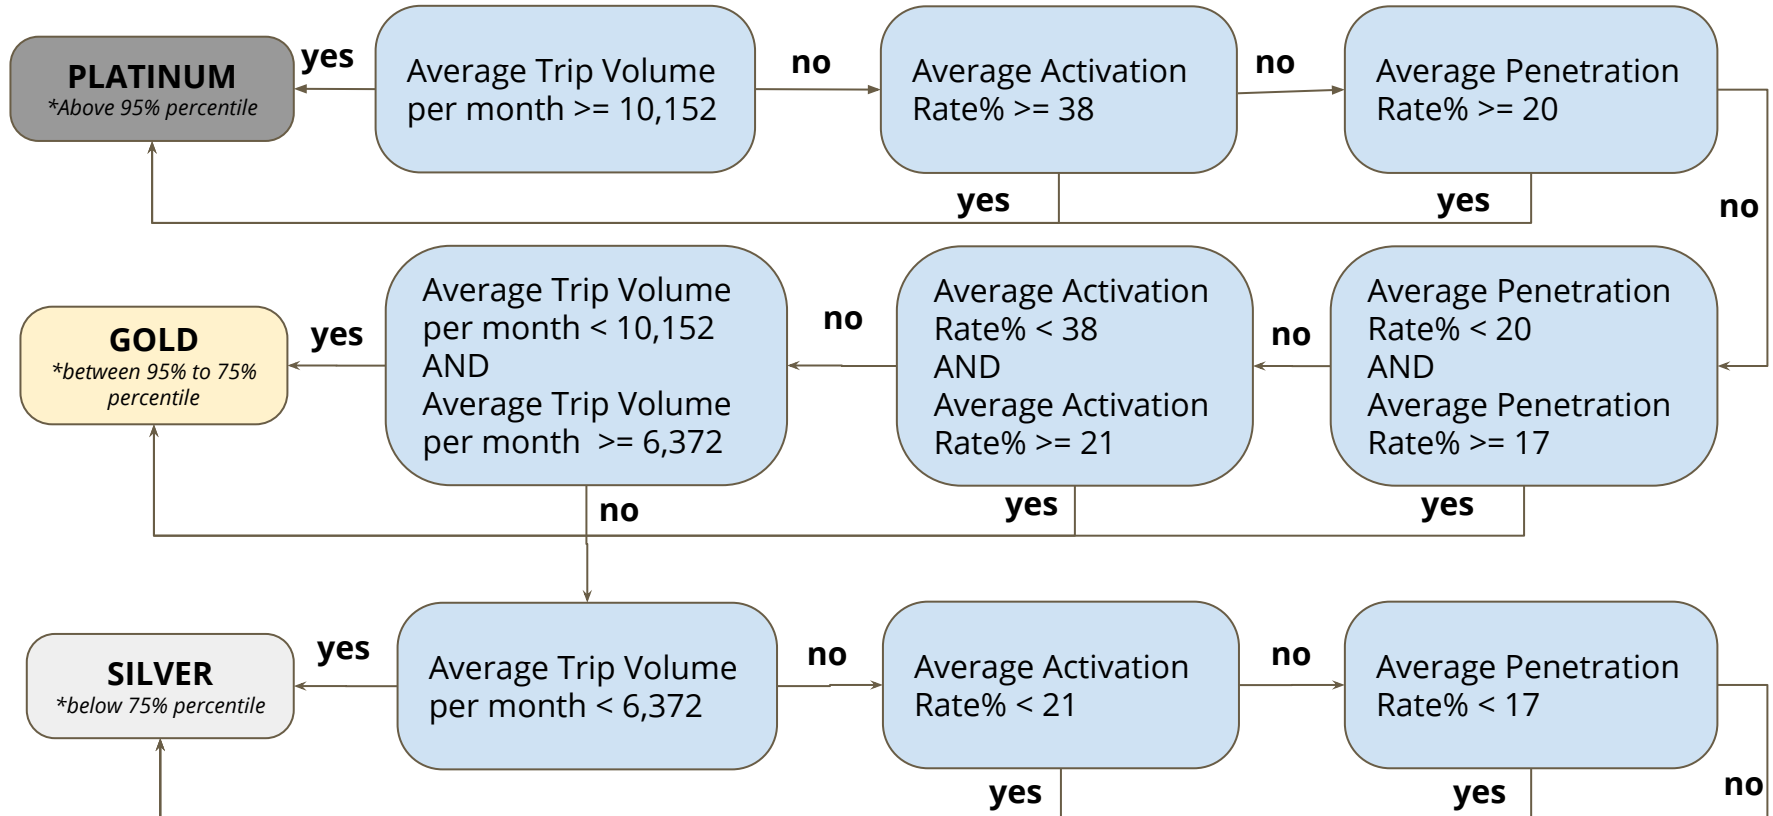 PLATINUM
*Above 95% percentile
yes
Average Trip Volume
per month >= 10,152
no
Average Activation
Rate% >= 38
no
Average Penetration
Rate% >= 20
yes
yes
no
GOLD
*between 95% to 75%
percentile
yes
Average Trip Volume
per month < 10,152
AND
Average Trip Volume
per month  >= 6,372
no
Average Activation
Rate% < 38
AND
Average Activation
Rate% >= 21
no
Average Penetration
Rate% < 20
AND
Average Penetration
Rate% >= 17
no
yes
yes
SILVER
*below 75% percentile
yes
Average Trip Volume
per month < 6,372
no
Average Activation
Rate% < 21
no
Average Penetration
Rate% < 17
yes
yes
no